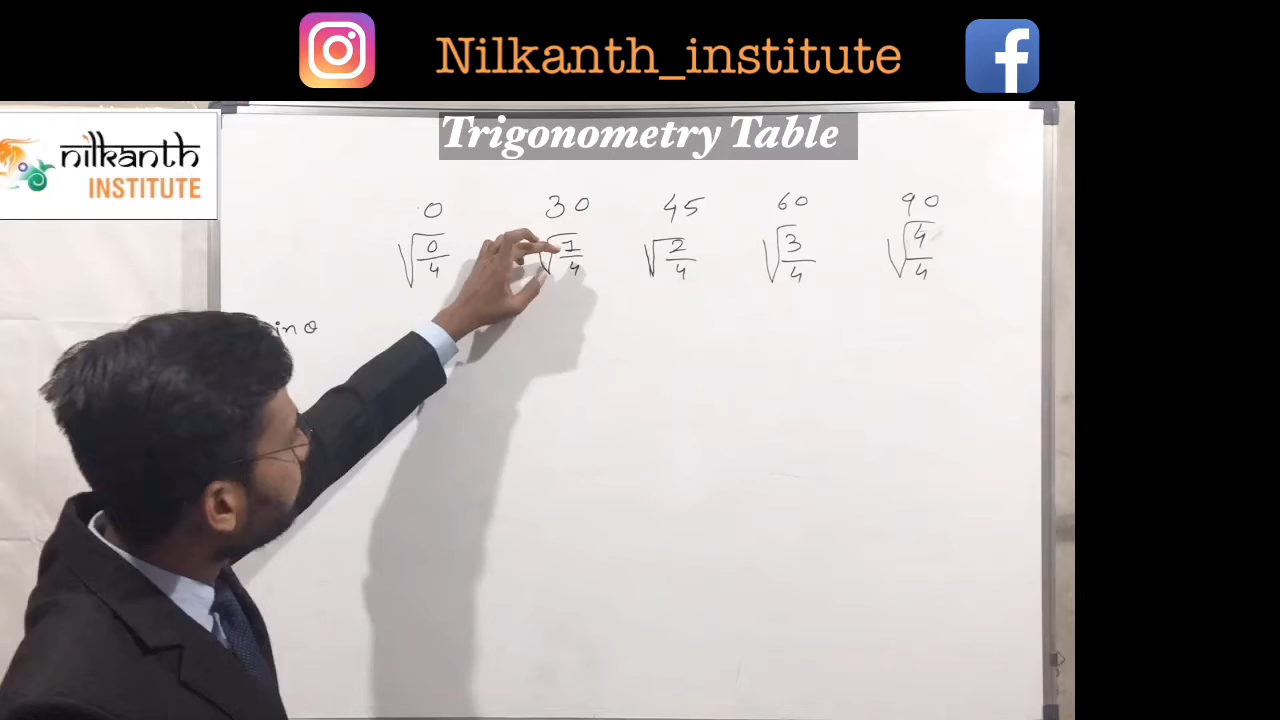 Nilkanth_institute
nilkanth
INSTITUTE
Trigonometry Table
0 30 45 60 90
√0/4 √1/4 √2/4 √3/4 √4/4
in θ